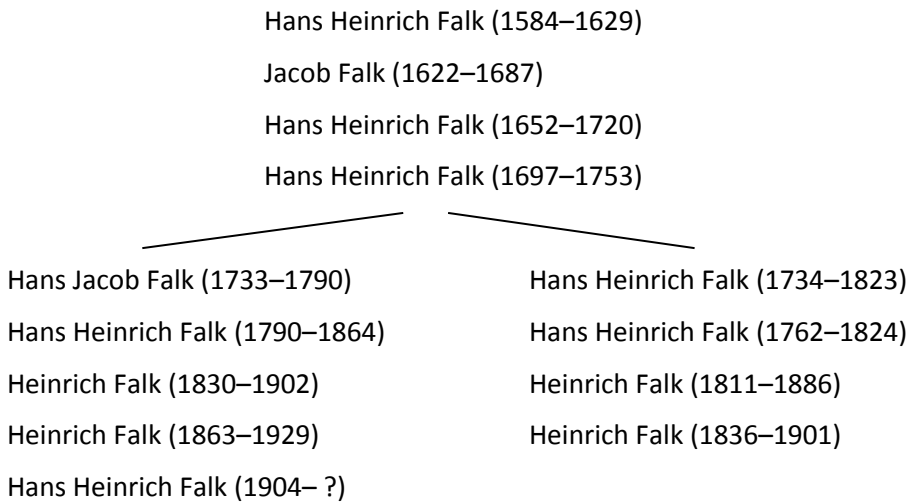 Hans Heinrich Falk (1584–1629)
Jacob Falk (1622–1687)
Hans Heinrich Falk (1652–1720)
Hans Heinrich Falk (1697–1753)
Hans Jacob Falk (1733–1790)
Hans Heinrich Falk (1790–1864)
Heinrich Falk (1830–1902)
Heinrich Falk (1863–1929)
Hans Heinrich Falk (1904– ?)
Hans Heinrich Falk (1734–1823)
Hans Heinrich Falk (1762–1824)
Heinrich Falk (1811–1886)
Heinrich Falk (1836–1901)